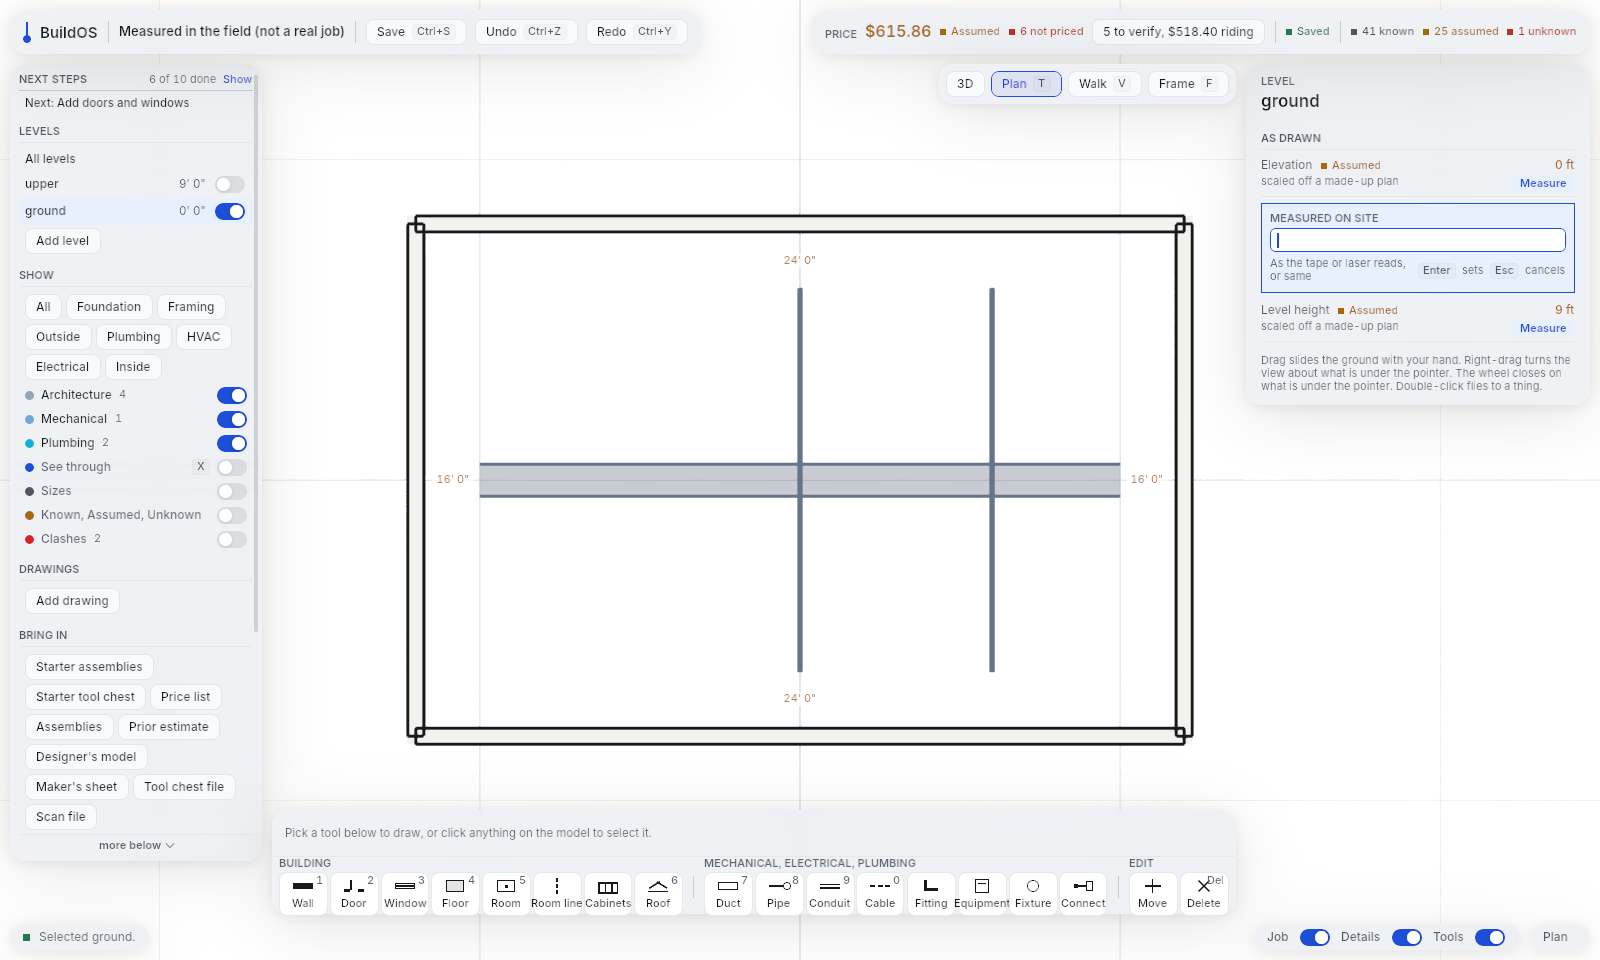 BuildOS Measured in the field (not a real job) Save Ctrl+S Undo Ctrl+Z Redo Ctrl+Y
PRICE $615.86 Assumed 6 not priced 5 to verify, $518.40 riding Saved 41 known 25 assumed 1 unknown
3D Plan T Walk V Frame F
NEXT STEPS 6 of 10 done Show
Next: Add doors and windows
LEVELS
All levels
upper 9' 0"
ground 0' 0"
Add level
SHOW
All Foundation Framing
Outside Plumbing HVAC
Electrical Inside
Architecture 4
Mechanical 1
Plumbing 2
See through X
Sizes
Known, Assumed, Unknown
Clashes 2
DRAWINGS
Add drawing
BRING IN
Starter assemblies
Starter tool chest Price list
Assemblies Prior estimate
Designer's model
Maker's sheet Tool chest file
Scan file
more below
24' 0"
16' 0" 16' 0"
24' 0"
LEVEL
ground
AS DRAWN
Elevation Assumed 0 ft
scaled off a made-up plan Measure
MEASURED ON SITE
As the tape or laser reads, or same Enter sets Esc cancels
Level height Assumed 9 ft
scaled off a made-up plan Measure
Drag slides the ground with your hand. Right-drag turns the
view about what is under the pointer. The wheel closes on
what is under the pointer. Double-click flies to a thing.
Pick a tool below to draw, or click anything on the model to select it.
BUILDING MECHANICAL, ELECTRICAL, PLUMBING EDIT
1 2 3 4 5 6 7 8 9 0 Del
Wall Door Window Floor Room Room line Cabinets Roof Duct Pipe Conduit Cable Fitting Equipment Fixture Connect Move Delete
Selected ground.
Job Details Tools Plan